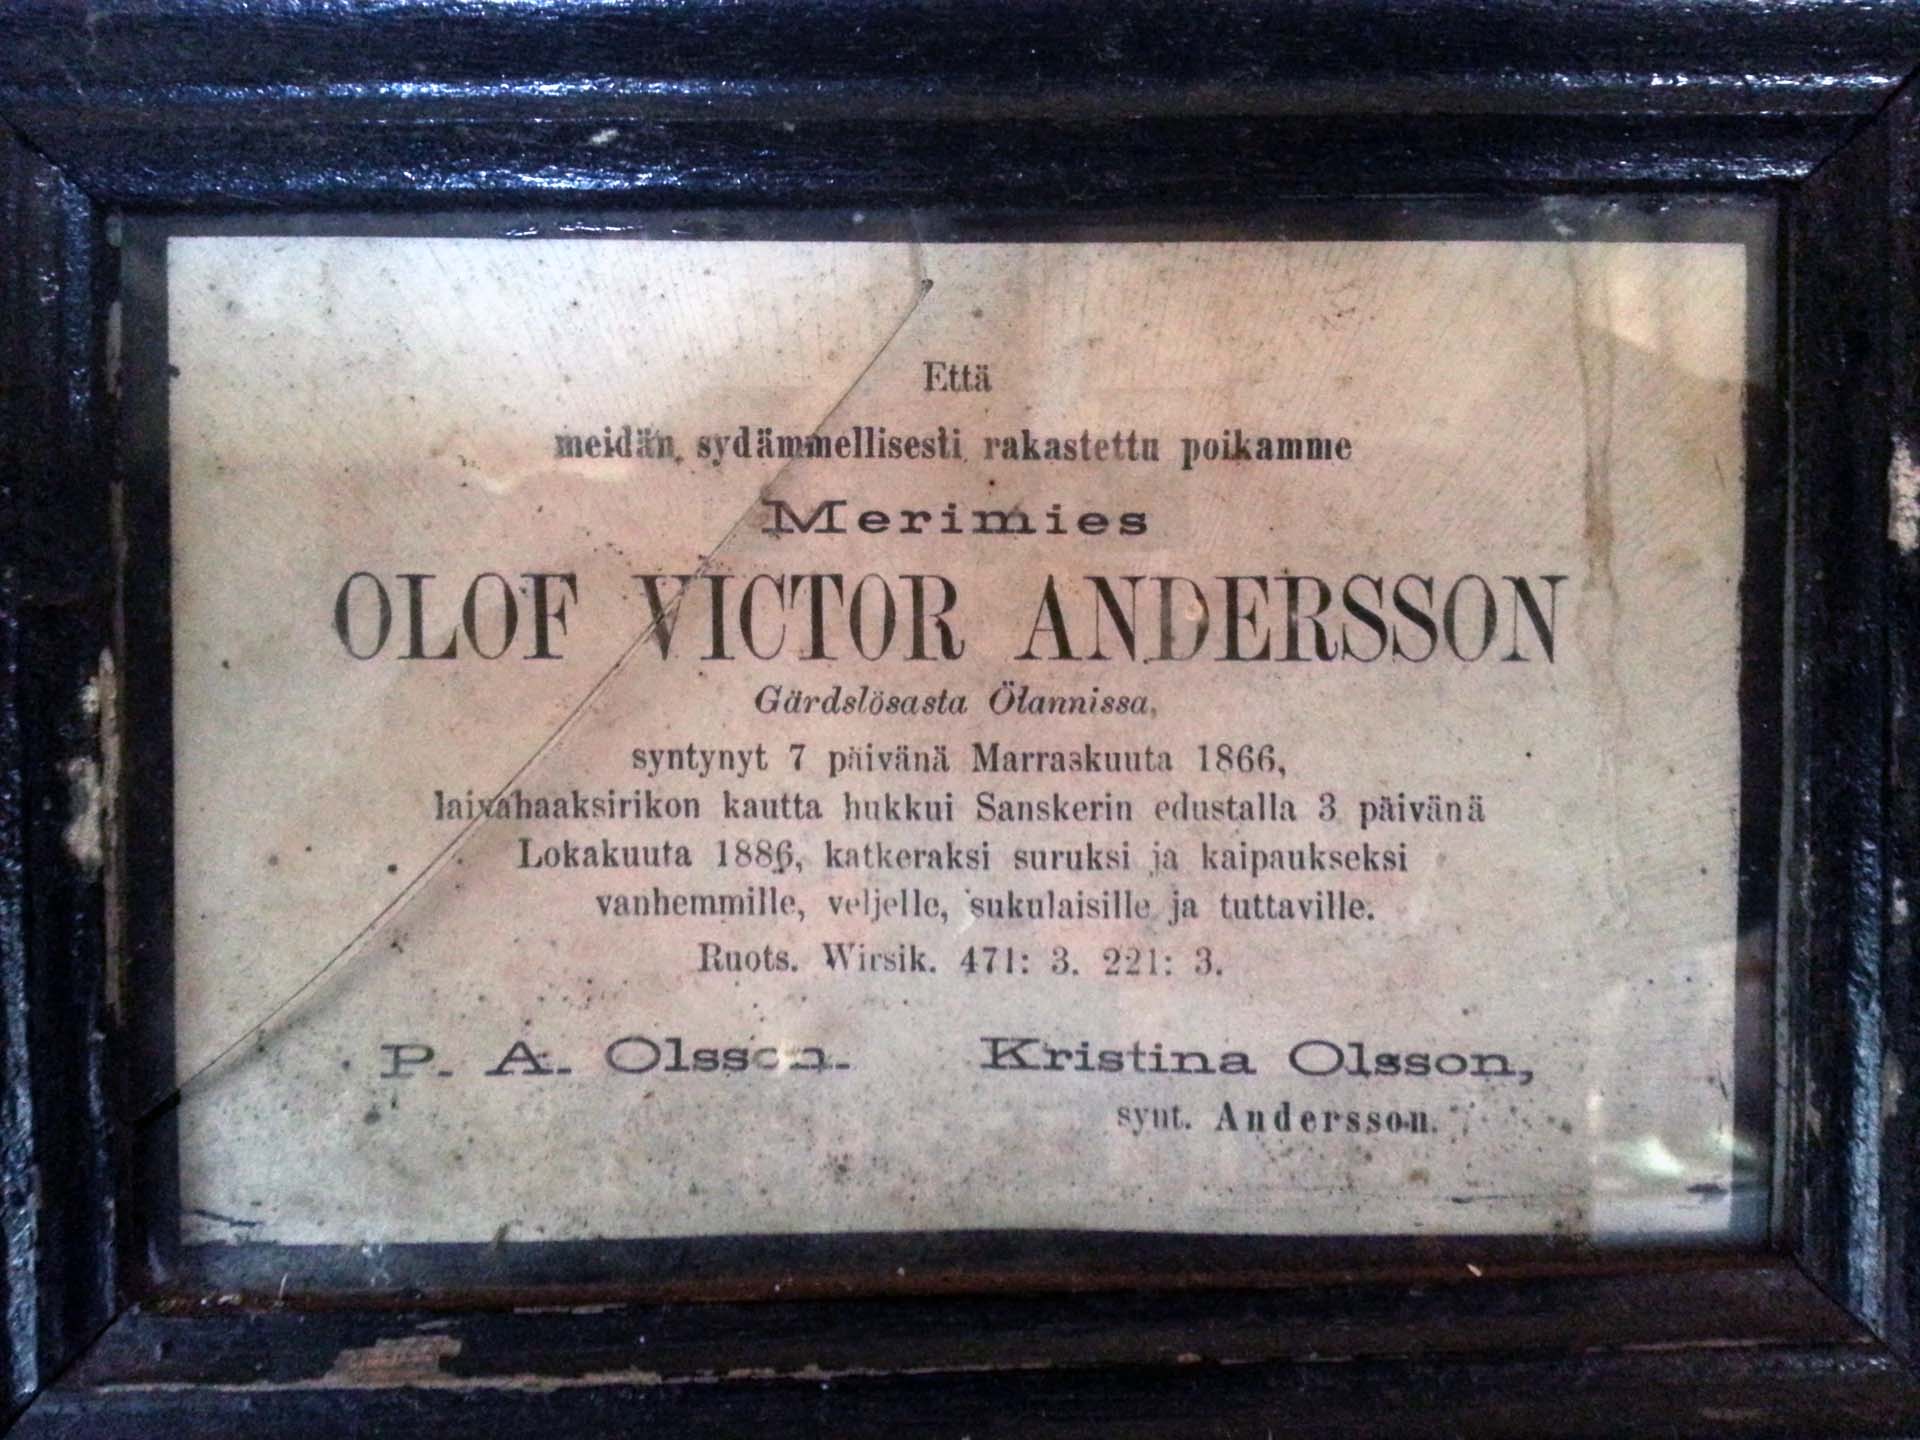 Että
meidän sydämmellisesti rakastettu poikamme
Merimies
OLOF VICTOR ANDERSSON
Gärdslösasta Ölannissa,
syntynyt 7 päivänä Marraskuuta 1866,
laivahaaksirikon kautta hukkui Sanskerin edustalla 3 päivänä
Lokakuuta 1886, katkeraksi suruksi ja kaipaukseksi
vanhemmille, veljelle, sukulaisille ja tuttaville.
Ruots. Wirsik. 471: 3. 221: 3.
P. A. Olsson. Kristina Olsson,
synt. Andersson.